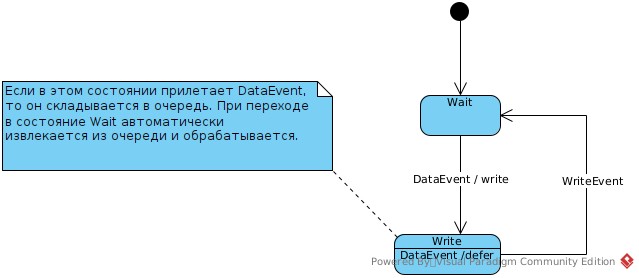 Если в этом состоянии прилетает DataEvent,
то он складывается в очередь. При переходе
в состояние Wait автоматически
извлекается из очереди и обрабатывается.
Wait
DataEvent / write
WriteEvent
Write
DataEvent /defer
Powered By Visual Paradigm Community Edition